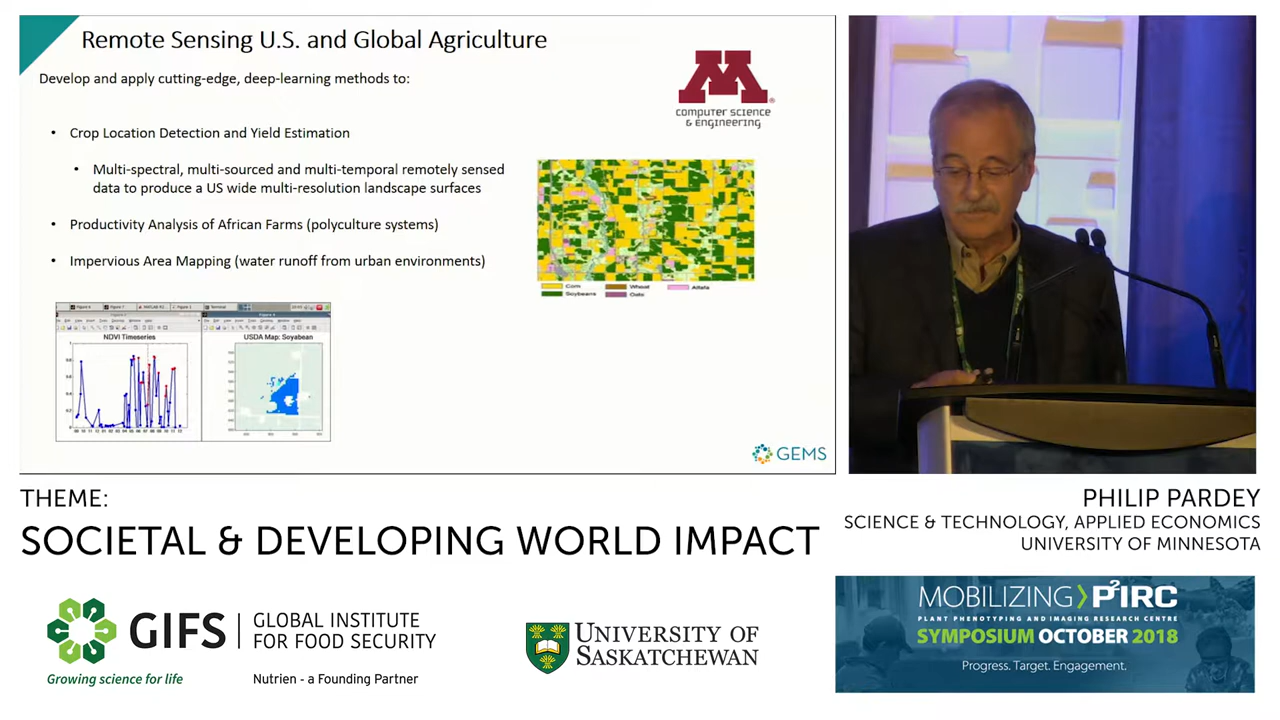 Remote Sensing U.S. and Global Agriculture
Develop and apply cutting-edge, deep-learning methods to:
• Crop Location Detection and Yield Estimation
• Multi-spectral, multi-sourced and multi-temporal remotely sensed
data to produce a US wide multi-resolution landscape surfaces
• Productivity Analysis of African Farms (polyculture systems)
• Impervious Area Mapping (water runoff from urban environments)
M
computer science
& engineering
Corn
Wheat
Alfalfa
Soybeans
Oats
NDVI Timeseries
USDA Map: Soyabean
GEMS
THEME:
SOCIETAL & DEVELOPING WORLD IMPACT
PHILIP PARDEY
SCIENCE & TECHNOLOGY, APPLIED ECONOMICS
UNIVERSITY OF MINNESOTA
GIFS
GLOBAL INSTITUTE
FOR FOOD SECURITY
Growing science for life
Nutrien - a Founding Partner
UNIVERSITY OF
SASKATCHEWAN
MOBILIZING P²IRC
PLANT PHENOTYPING AND IMAGING RESEARCH CENTRE
SYMPOSIUM OCTOBER 2018
Progress. Target. Engagement.